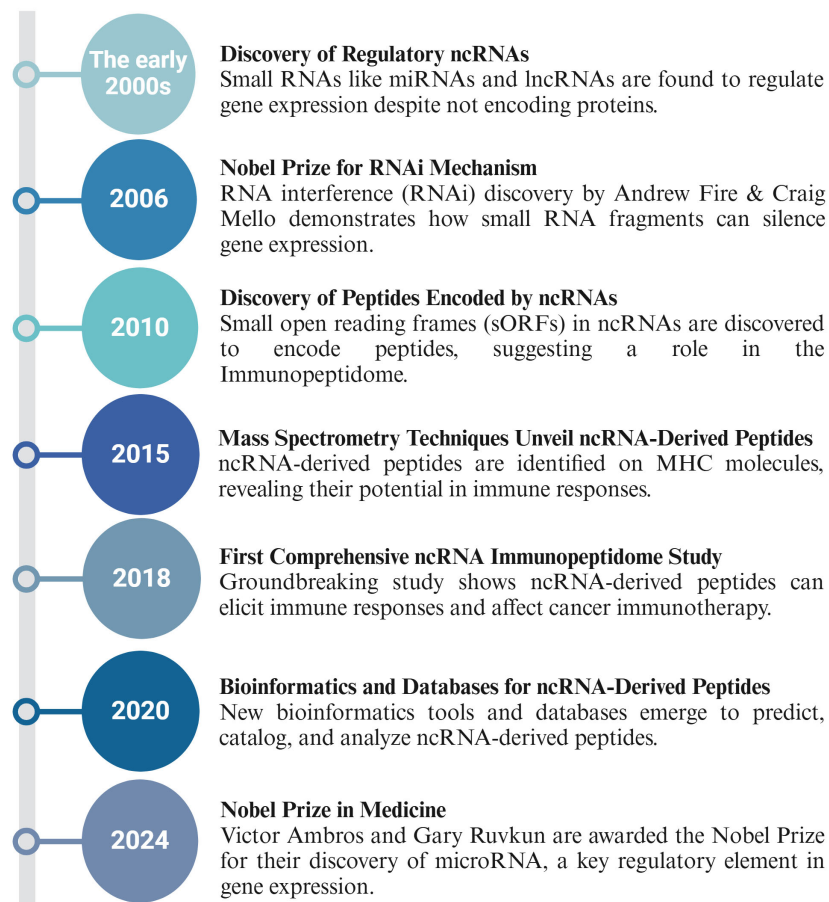 The early
2000s
Discovery of Regulatory ncRNAs
Small RNAs like miRNAs and lncRNAs are found to regulate
gene expression despite not encoding proteins.
2006
Nobel Prize for RNAi Mechanism
RNA interference (RNAi) discovery by Andrew Fire & Craig
Mello demonstrates how small RNA fragments can silence
gene expression.
2010
Discovery of Peptides Encoded by ncRNAs
Small open reading frames (sORFs) in ncRNAs are discovered
to encode peptides, suggesting a role in the
Immunopeptidome.
2015
Mass Spectrometry Techniques Unveil ncRNA-Derived Peptides
ncRNA-derived peptides are identified on MHC molecules,
revealing their potential in immune responses.
2018
First Comprehensive ncRNA Immunopeptidome Study
Groundbreaking study shows ncRNA-derived peptides can
elicit immune responses and affect cancer immunotherapy.
2020
Bioinformatics and Databases for ncRNA-Derived Peptides
New bioinformatics tools and databases emerge to predict,
catalog, and analyze ncRNA-derived peptides.
2024
Nobel Prize in Medicine
Victor Ambros and Gary Ruvkun are awarded the Nobel Prize
for their discovery of microRNA, a key regulatory element in
gene expression.